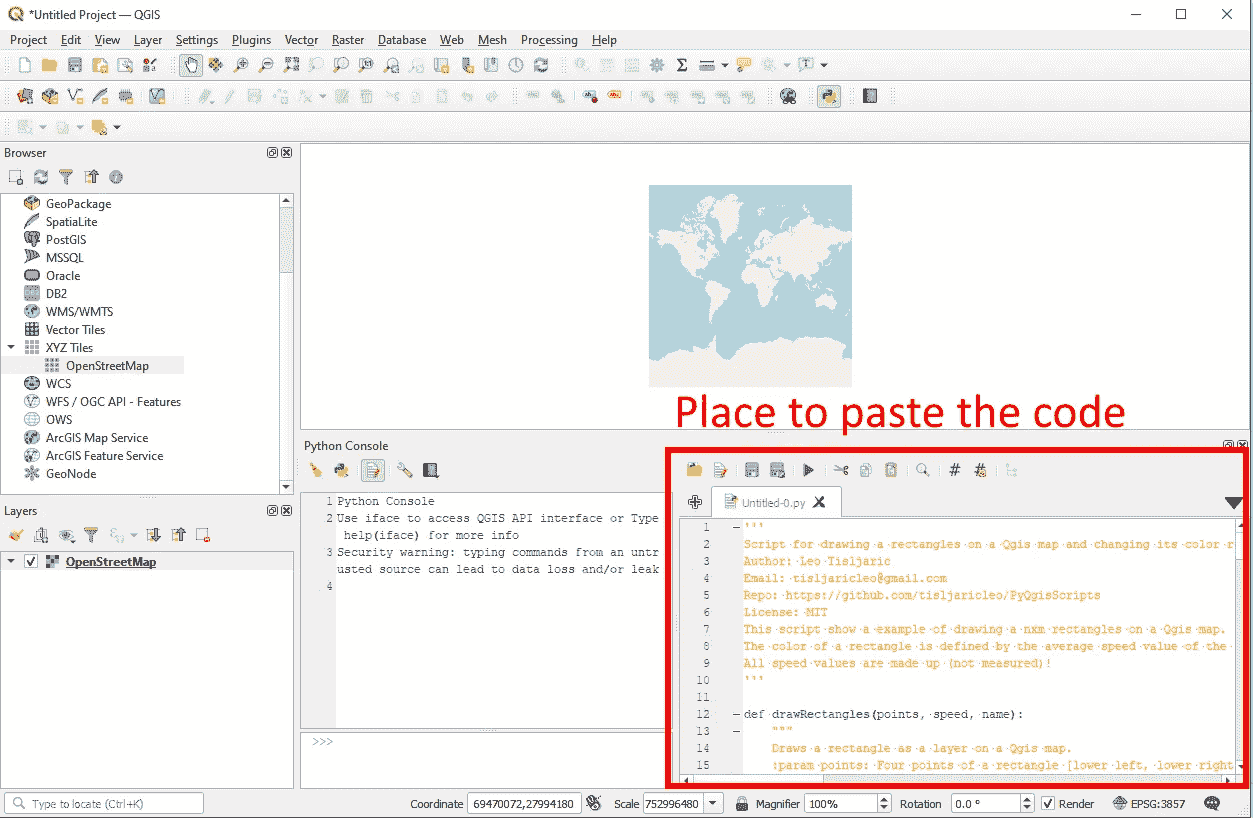 *Untitled Project — QGIS
Project Edit View Layer Settings Plugins Vector Raster Database Web Mesh Processing Help
Browser
GeoPackage
SpatiaLite
PostGIS
MSSQL
Oracle
DB2
WMS/WMTS
Vector Tiles
XYZ Tiles
OpenStreetMap
WCS
WFS / OGC API - Features
OWS
ArcGIS Map Service
ArcGIS Feature Service
GeoNode
Layers
OpenStreetMap
Place to paste the code
Python Console
1 Python Console
2 Use iface to access QGIS API interface or Type
help(iface) for more info
3 Security warning: typing commands from an untr
usted source can lead to data loss and/or leak
4
>>>
Untitled-0.py
1 '''
2 Script for drawing a rectangles on a Qgis map and changing its color r
3 Author: Leo Tisljaric
4 Email: tisljaricleo@gmail.com
5 Repo: https://github.com/tisljaricleo/PyQgisScripts
6 License: MIT
7 This script show a example of drawing a nxm rectangles on a Qgis map.
8 The color of a rectangle is defined by the average speed value of the
9 All speed values are made up (not measured)!
10 '''
11
12 def drawRectangles(points, speed, name):
13 """
14 Draws a rectangle as a layer on a Qgis map.
15 :param points: Four points of a rectangle [lower left, lower right
Type to locate (Ctrl+K) Coordinate 69470072,27994180 Scale 752996480 Magnifier 100% Rotation 0.0 ° Render EPSG:3857